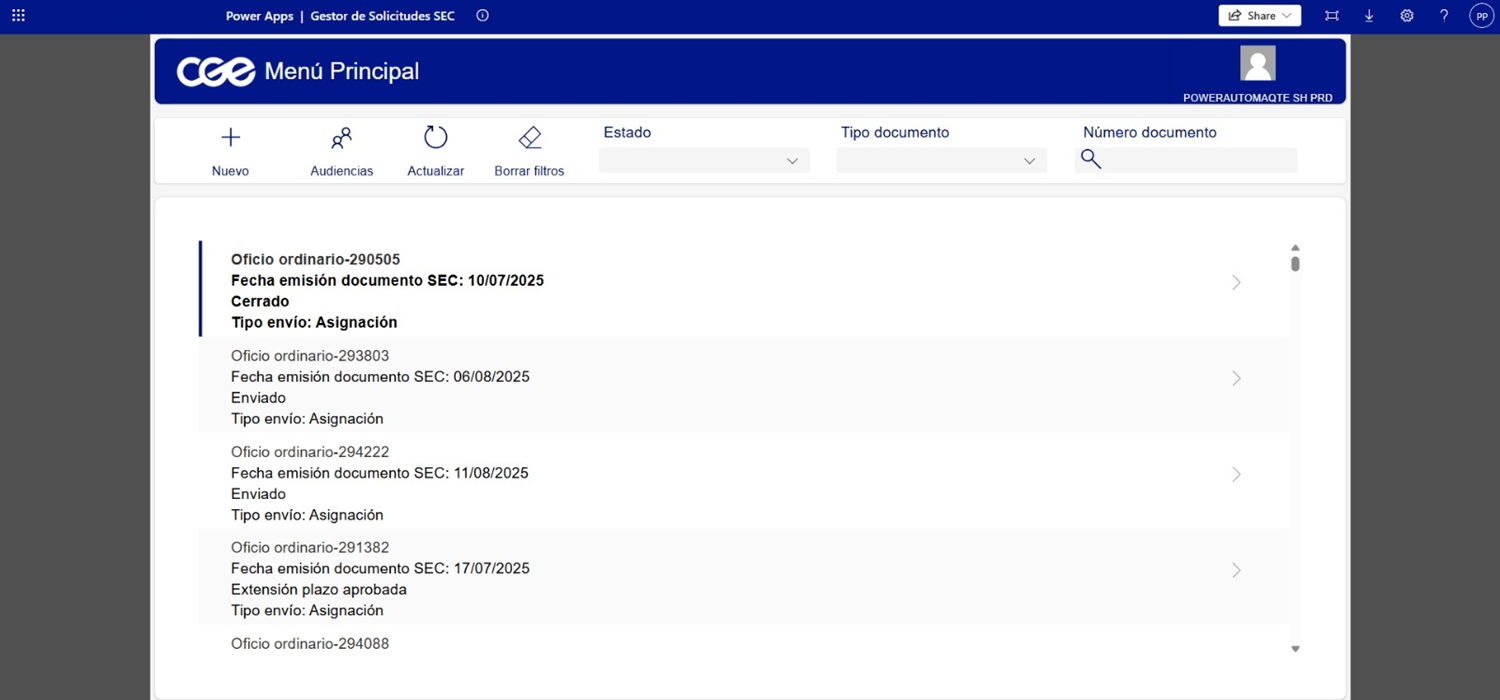 Power Apps | Gestor de Solicitudes SEC
Share
?
PP
CGE Menú Principal
POWERAUTOMAQTE SH PRD
Nuevo
Audiencias
Actualizar
Borrar filtros
Estado
Tipo documento
Número documento
Oficio ordinario-290505
Fecha emisión documento SEC: 10/07/2025
Cerrado
Tipo envío: Asignación
Oficio ordinario-293803
Fecha emisión documento SEC: 06/08/2025
Enviado
Tipo envío: Asignación
Oficio ordinario-294222
Fecha emisión documento SEC: 11/08/2025
Enviado
Tipo envío: Asignación
Oficio ordinario-291382
Fecha emisión documento SEC: 17/07/2025
Extensión plazo aprobada
Tipo envío: Asignación
Oficio ordinario-294088